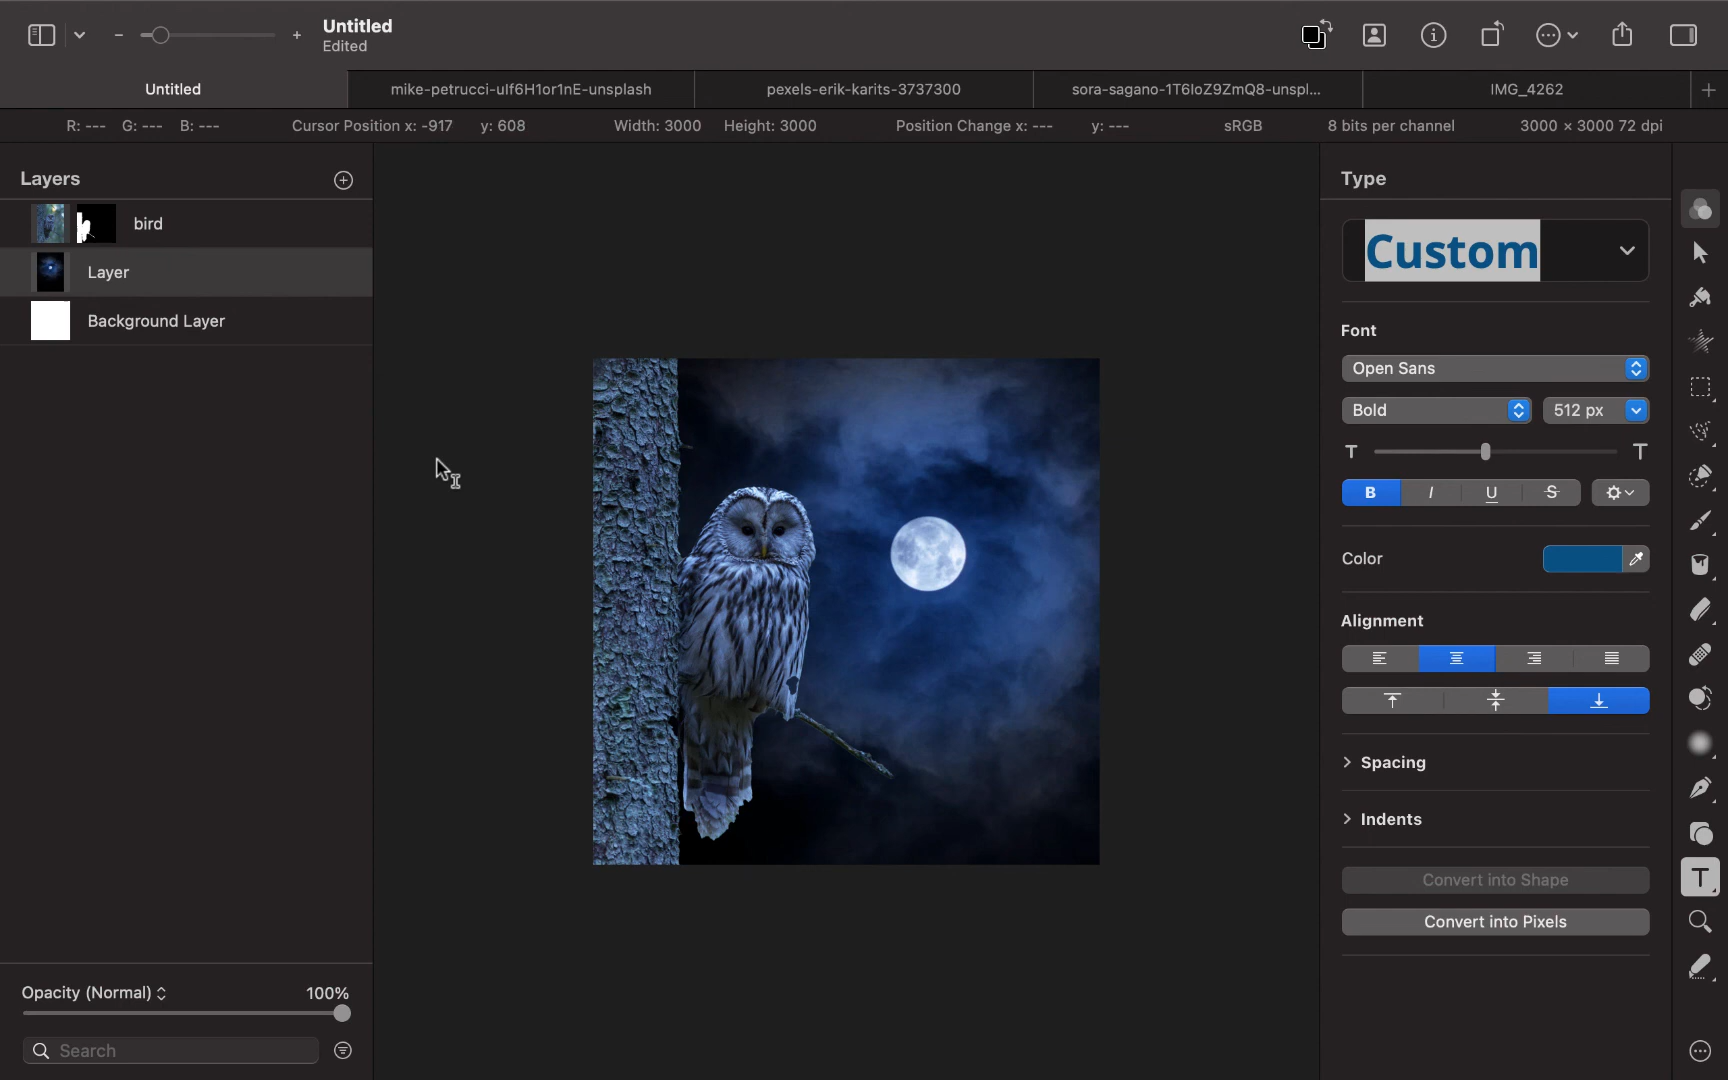 Untitled
Edited
Untitled
mike-petrucci-uIf6H1or1nE-unsplash
pexels-erik-karits-3737300
sora-sagano-1T6IoZ9ZmQ8-unspl...
IMG_4262
R: --- G: --- B: --- Cursor Position x: -917 y: 608 Width: 3000 Height: 3000 Position Change x: --- y: --- sRGB 8 bits per channel 3000 × 3000 72 dpi
Layers
bird
Layer
Background Layer
Opacity (Normal) 100%
Search
Type
Custom
Font
Open Sans
Bold 512 px
T T
B I U S
Color
Alignment
Spacing
Indents
Convert into Shape
Convert into Pixels
T